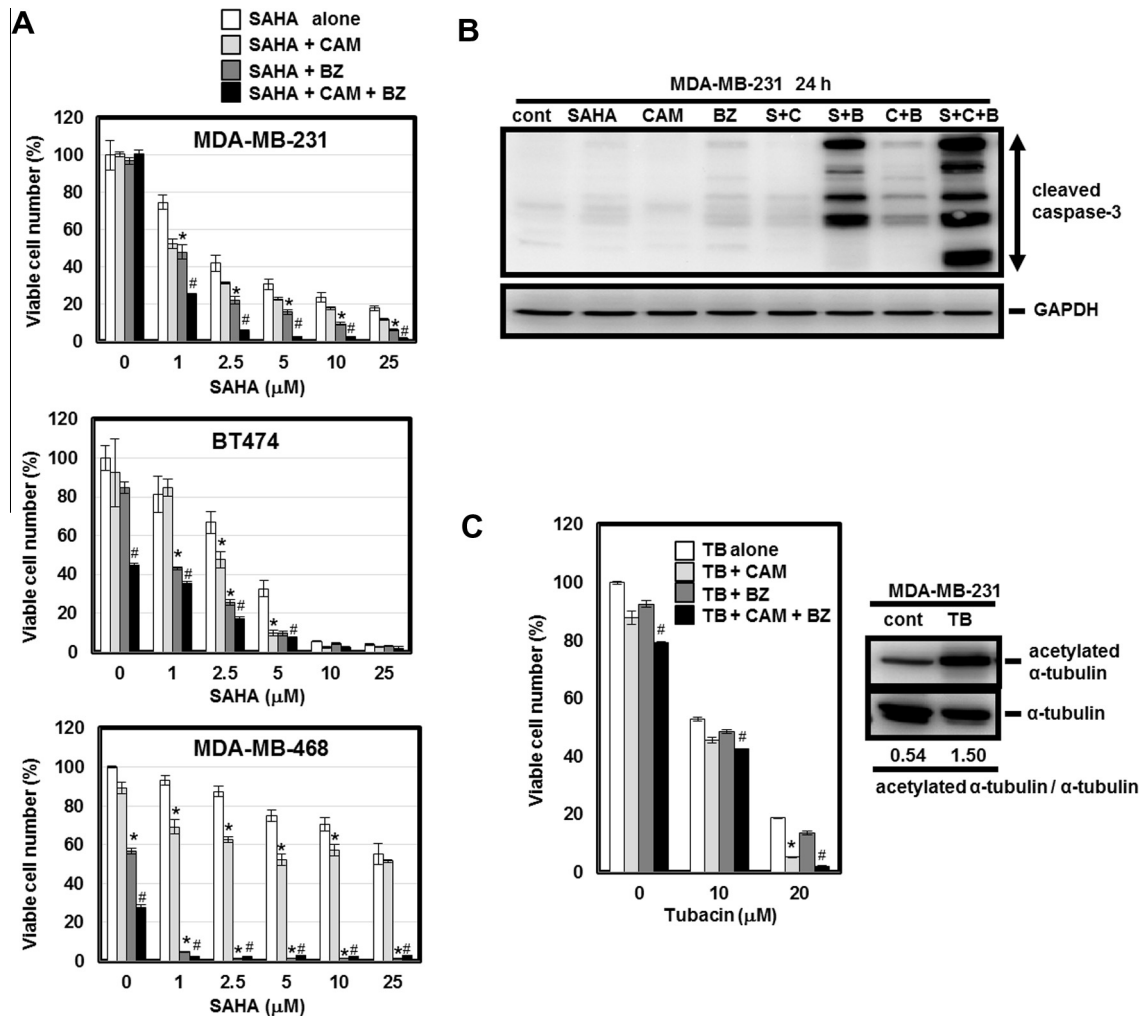 A
SAHA alone
SAHA + CAM
SAHA + BZ
SAHA + CAM + BZ
Viable cell number (%)
120
100
80
60
40
20
0
MDA-MB-231
* # * # * # * # * #
0 1 2.5 5 10 25
SAHA (μM)
Viable cell number (%)
120
100
80
60
40
20
0
BT474
# * # * * # * #
0 1 2.5 5 10 25
SAHA (μM)
Viable cell number (%)
120
100
80
60
40
20
0
MDA-MB-468
* # * * # * * # * * # * * # * #
0 1 2.5 5 10 25
SAHA (μM)
B
MDA-MB-231 24 h
cont SAHA CAM BZ S+C S+B C+B S+C+B
cleaved
caspase-3
GAPDH
C
Viable cell number (%)
120
100
80
60
40
20
0
TB alone
TB + CAM
TB + BZ
TB + CAM + BZ
# # * #
0 10 20
Tubacin (μM)
MDA-MB-231
cont TB
acetylated
α-tubulin
α-tubulin
0.54 1.50
acetylated α-tubulin / α-tubulin